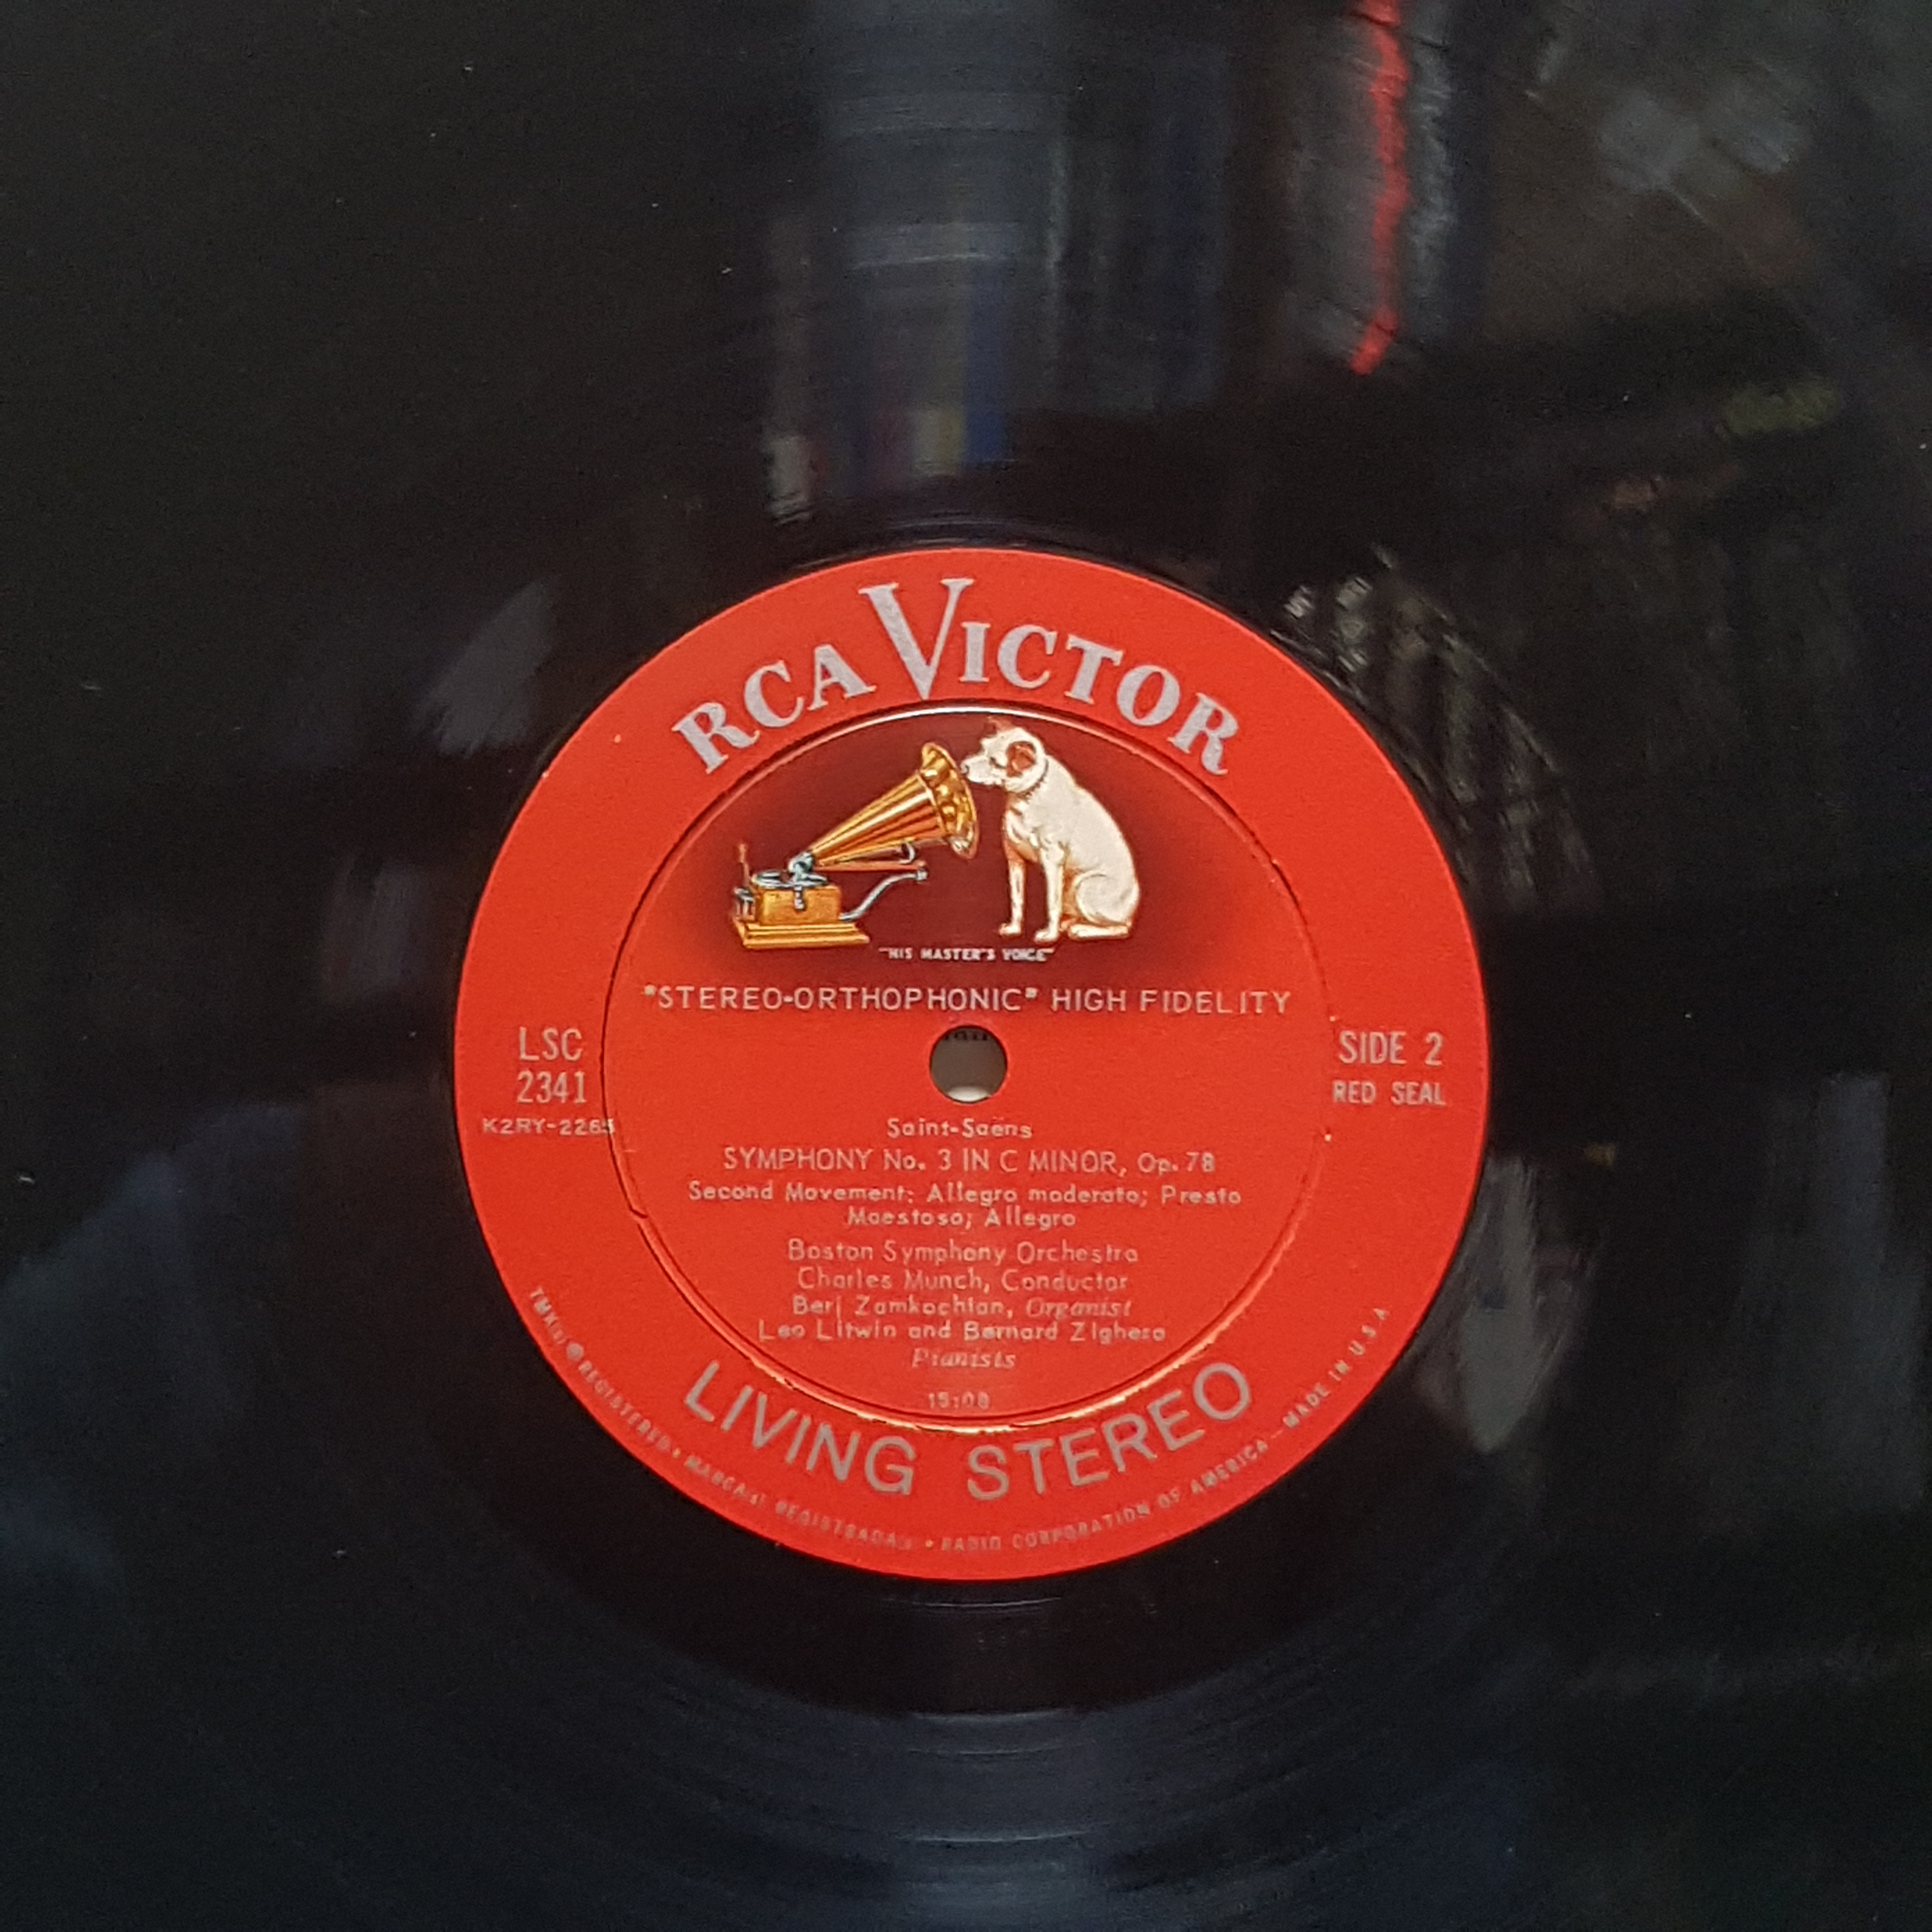 RCA VICTOR
"HIS MASTER'S VOICE"
"STEREO-ORTHOPHONIC" HIGH FIDELITY
LSC
2341
SIDE 2
RED SEAL
Saint-Saëns
SYMPHONY No. 3 IN C MINOR, Op. 78
Second Movement: Allegro moderato; Presto
Maestoso; Allegro
Boston Symphony Orchestra
Charles Munch, Conductor
Berj Zamkochian, Organist
Leo Litwin and Bernard Zighera
Pianists
15:08
LIVING STEREO
TMK(s) ® REGISTERED • MARCA(s) REGISTRADA(s) • RADIO CORPORATION OF AMERICA—MADE IN U.S.A.